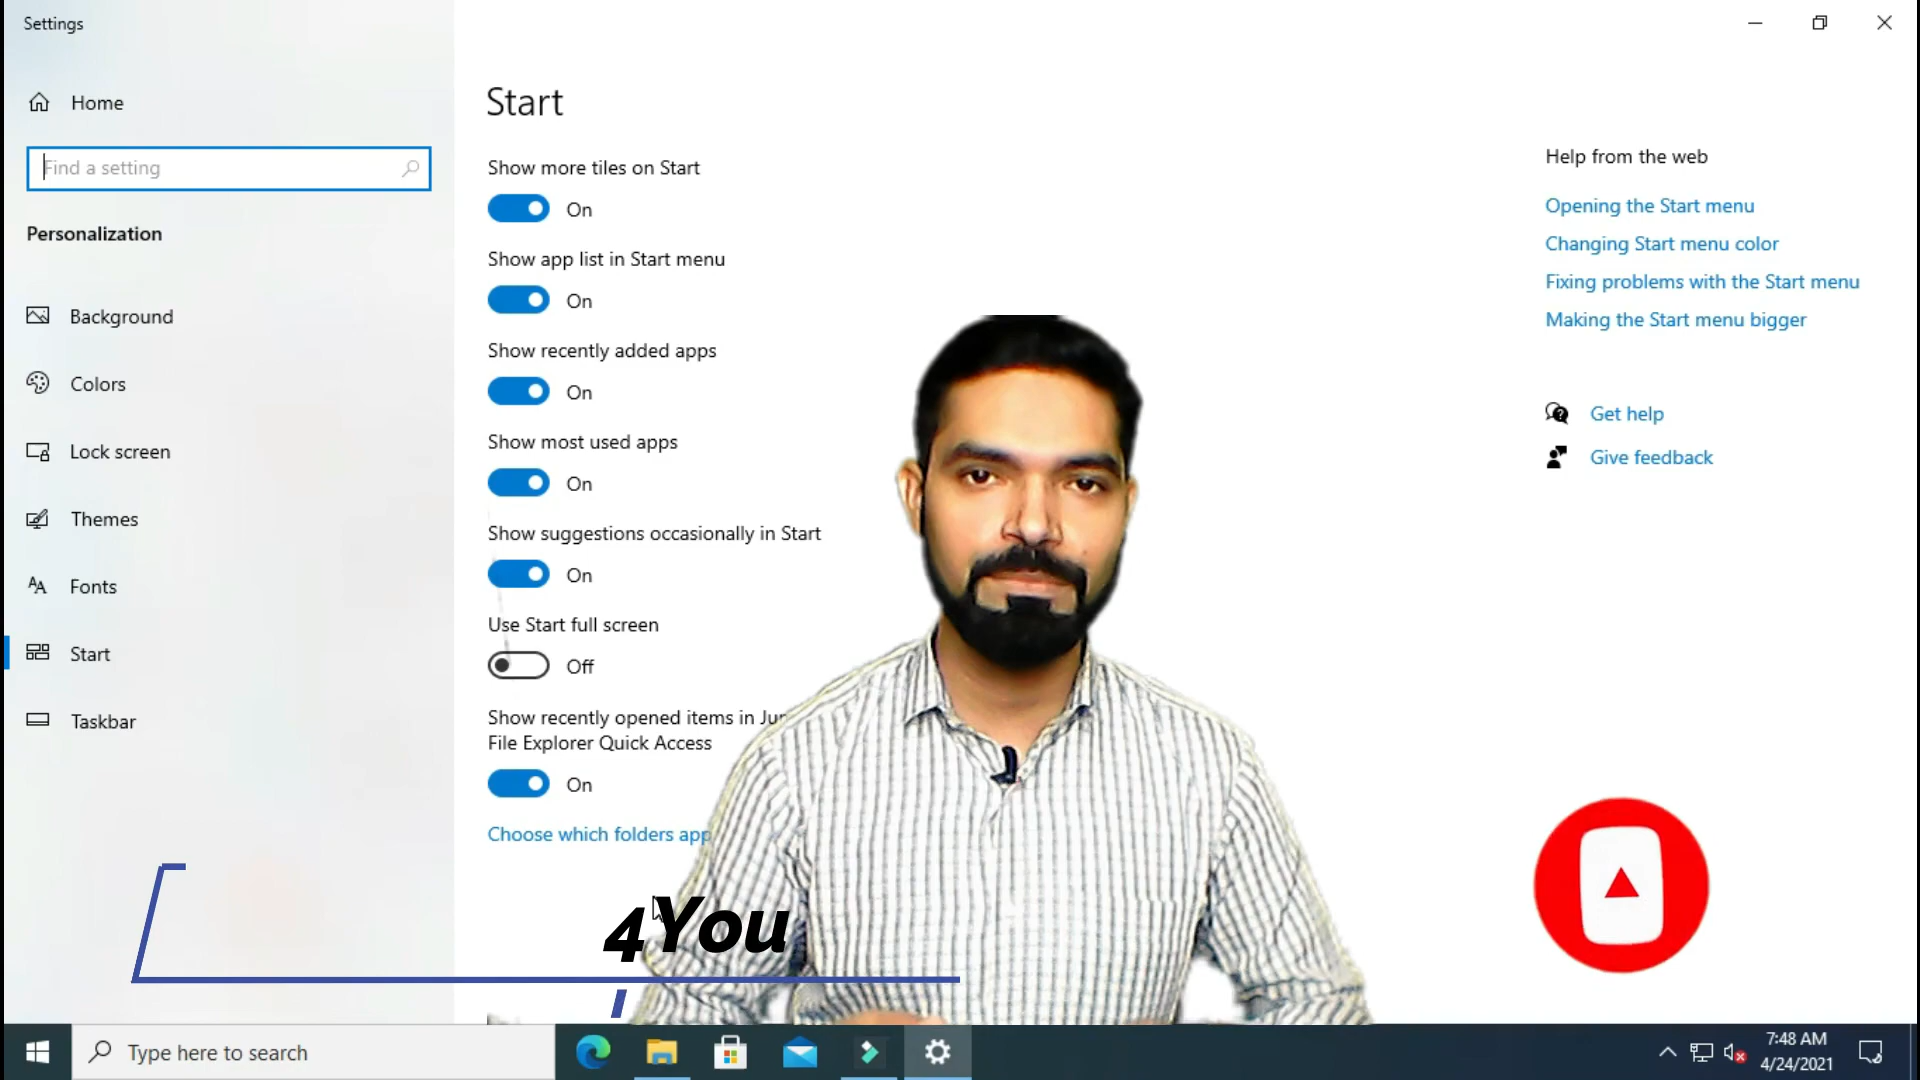 Settings
Home
Find a setting
Personalization
Background
Colors
Lock screen
Themes
Fonts
Start
Taskbar
Start
Show more tiles on Start
On
Show app list in Start menu
On
Show recently added apps
On
Show most used apps
On
Show suggestions occasionally in Start
On
Use Start full screen
Off
Show recently opened items in Ju
File Explorer Quick Access
On
Choose which folders app
Help from the web
Opening the Start menu
Changing Start menu color
Fixing problems with the Start menu
Making the Start menu bigger
Get help
Give feedback
4You
Type here to search
7:48 AM
4/24/2021